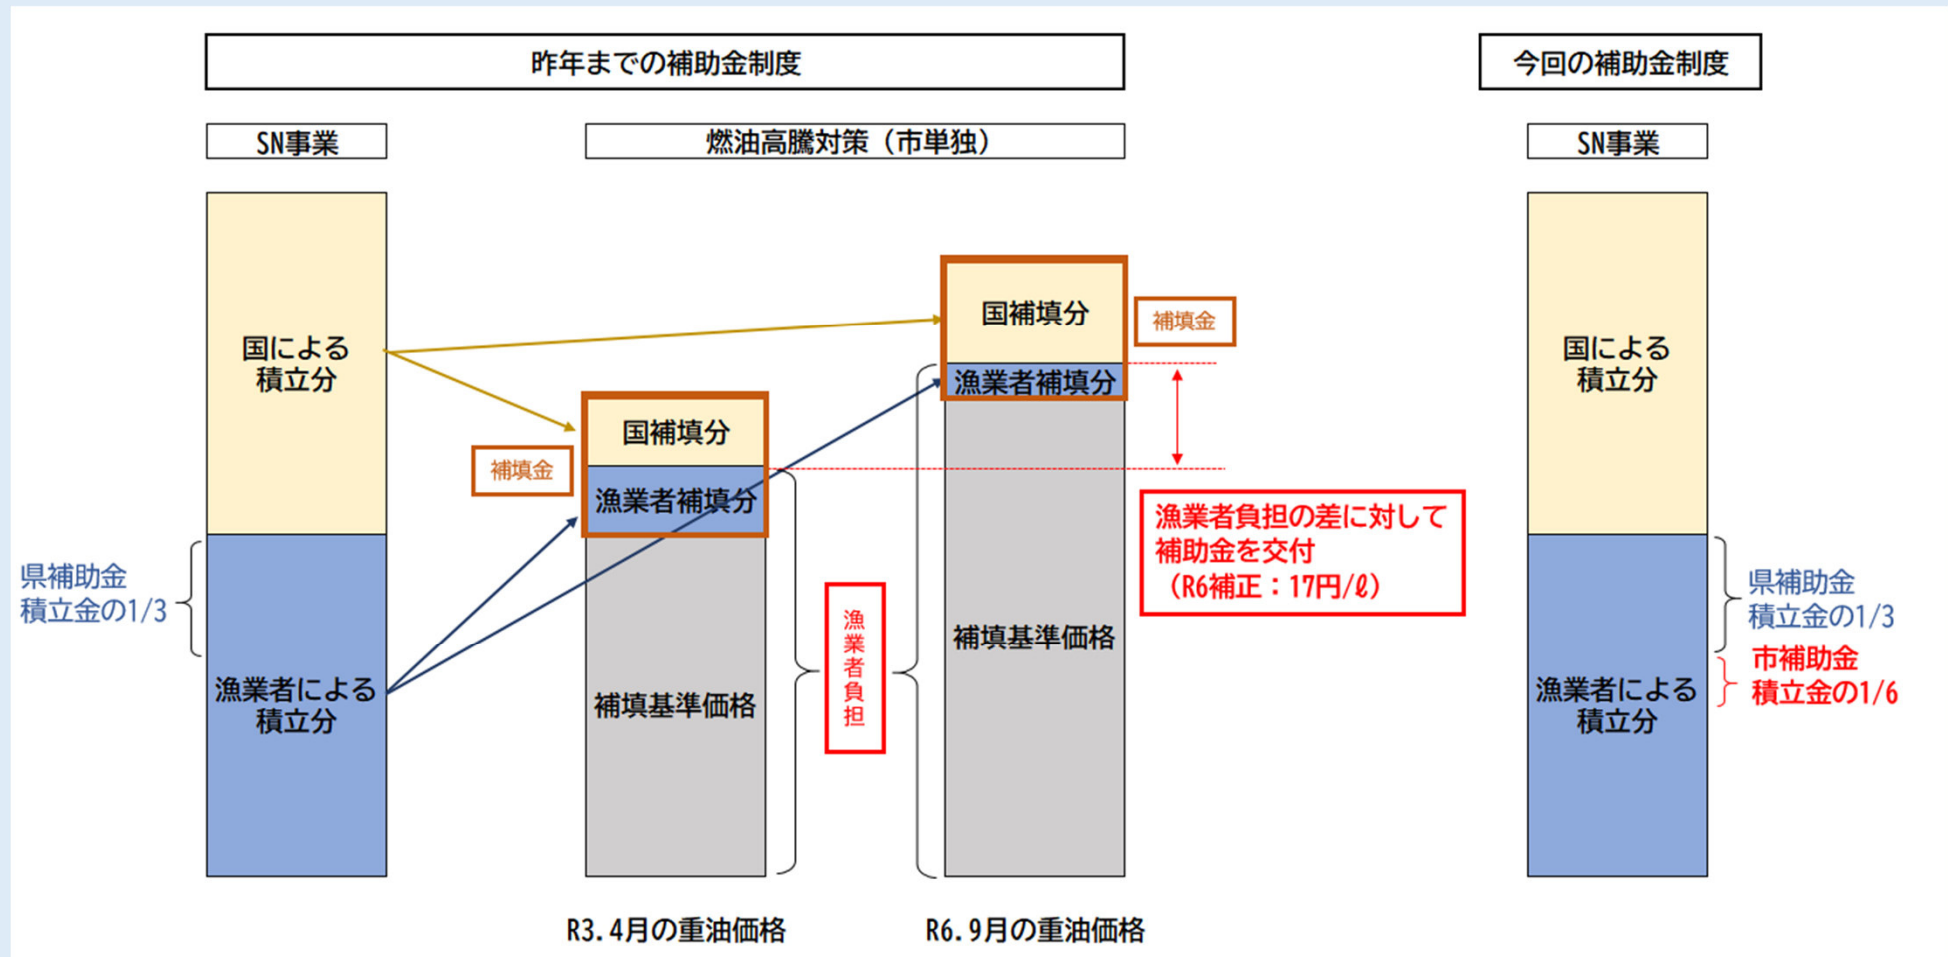 昨年までの補助金制度
今回の補助金制度
SN事業
燃油高騰対策（市単独）
SN事業
国による
積立分
漁業者による
積立分
県補助金
積立金の1/3
補填金
国補填分
漁業者補填分
補填基準価格
R3.4月の重油価格
漁業者負担
国補填分
漁業者補填分
補填基準価格
R6.9月の重油価格
補填金
漁業者負担の差に対して
補助金を交付
（R6補正：17円/ℓ）
国による
積立分
漁業者による
積立分
県補助金
積立金の1/3
市補助金
積立金の1/6